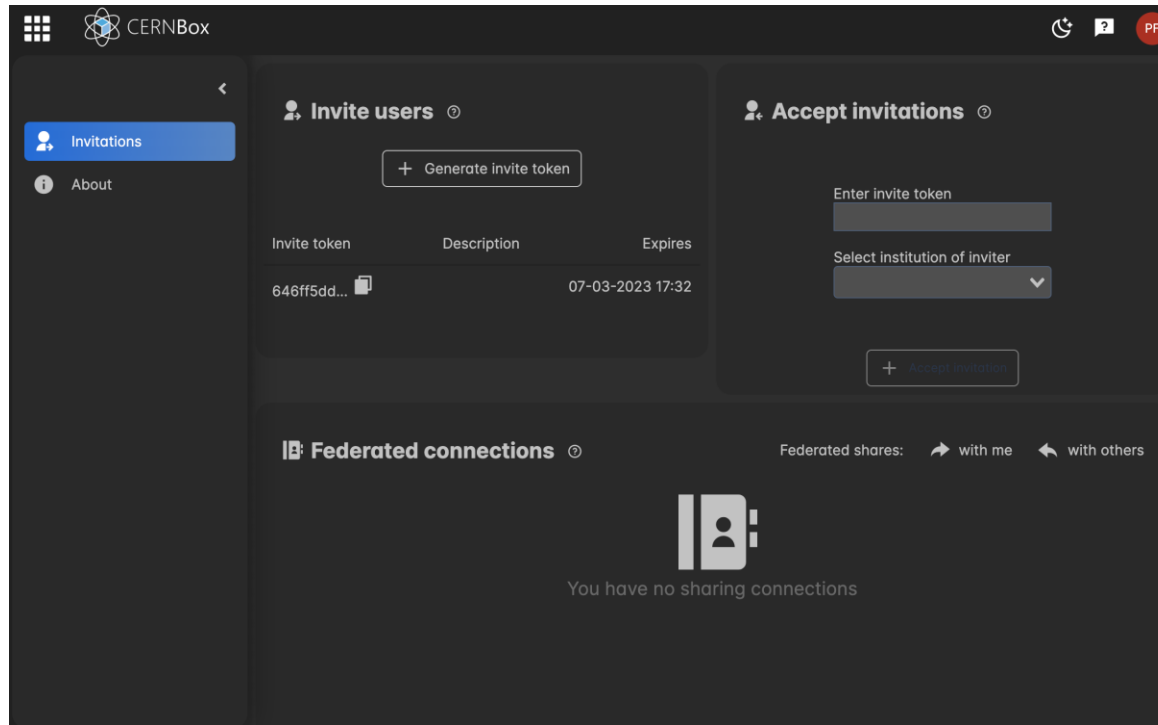 CERNBox
?
PF
Invitations
About
Invite users
+ Generate invite token
Invite token Description Expires
646ff5dd... 07-03-2023 17:32
Accept invitations
Enter invite token
Select institution of inviter
+ Accept invitation
Federated connections
Federated shares: with me with others
You have no sharing connections